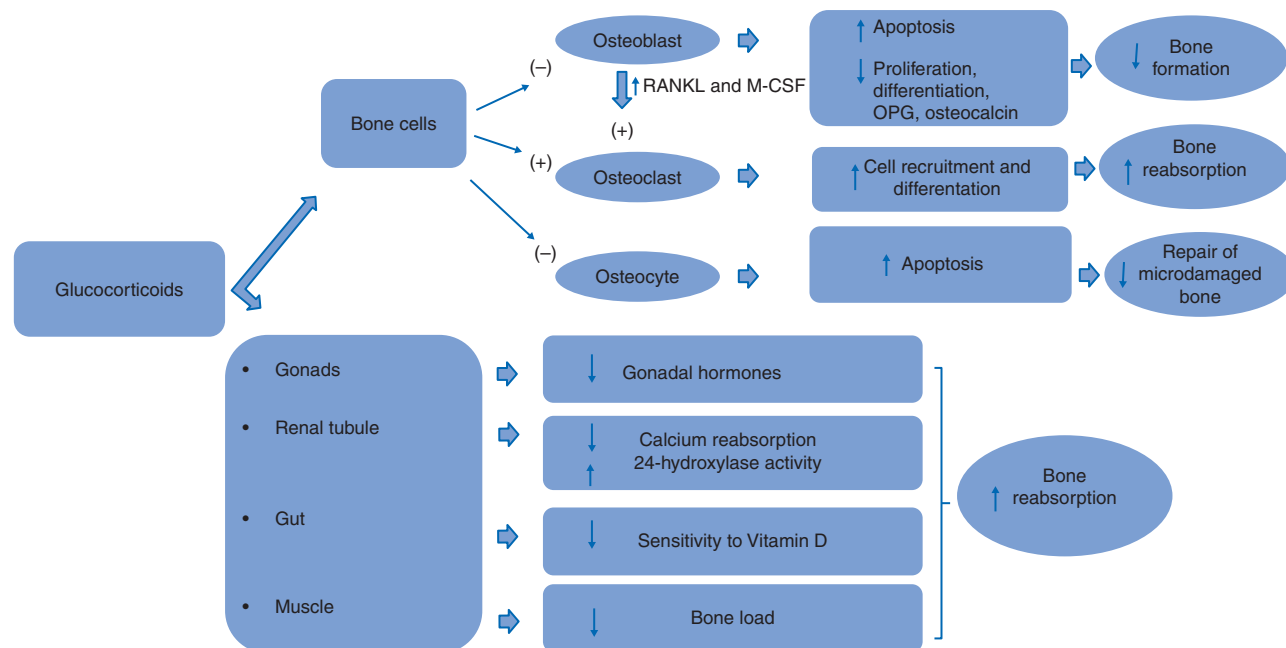 Osteoblast
↑ Apoptosis
↓ Proliferation,
differentiation,
OPG, osteocalcin
↓ Bone
formation
(–)
↑ RANKL and M-CSF
(+)
Bone cells
(+)
Osteoclast
↑ Cell recruitment and
differentation
Bone
↑ reabsorption
(–)
Osteocyte
↑ Apoptosis
Repair of
↓ microdamaged
bone
Glucocorticoids
• Gonads
↓ Gonadal hormones
• Renal tubule
↓ Calcium reabsorption
↑ 24-hydroxylase activity
• Gut
↓ Sensitivity to Vitamin D
• Muscle
↓ Bone load
Bone
↑ reabsorption